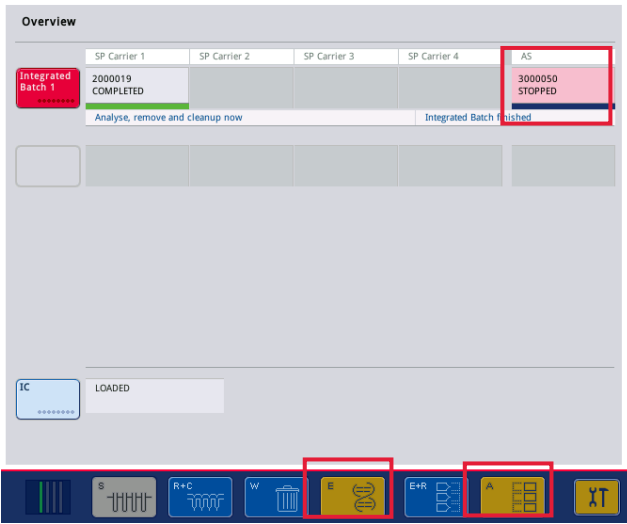 Overview
SP Carrier 1 SP Carrier 2 SP Carrier 3 SP Carrier 4 AS
Integrated Batch 1
2000019
COMPLETED
3000050
STOPPED
Analyse, remove and cleanup now Integrated Batch finished
IC
LOADED
S R+C W E E+R A